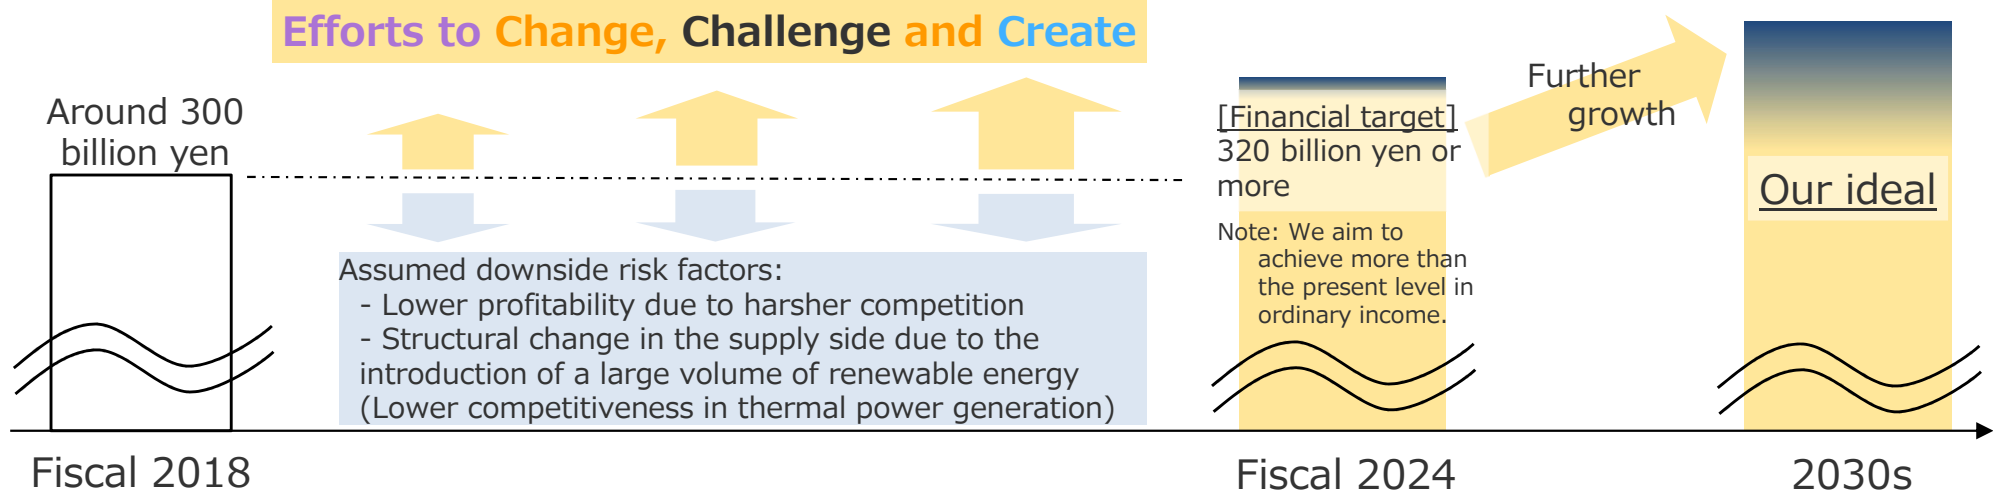 Efforts to Change, Challenge and Create
Around 300
billion yen
Assumed downside risk factors:
- Lower profitability due to harsher competition
- Structural change in the supply side due to the
introduction of a large volume of renewable energy
(Lower competitiveness in thermal power generation)
[Financial target]
320 billion yen or
more
Note: We aim to
achieve more than
the present level in
ordinary income.
Further
growth
Our ideal
Fiscal 2018
Fiscal 2024
2030s